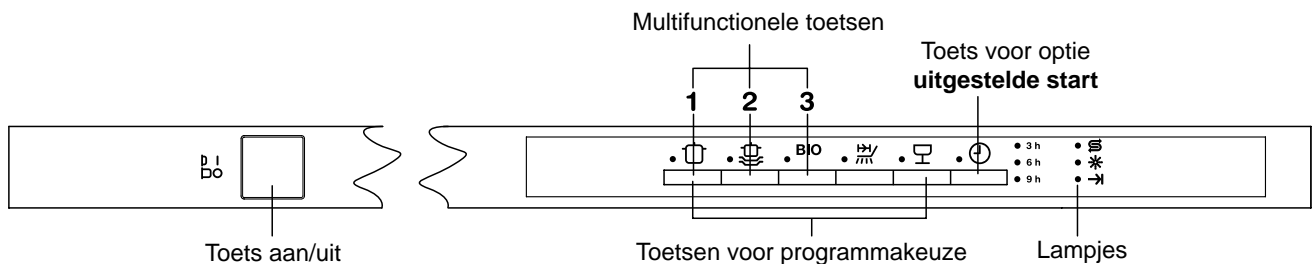 Multifunctionele toetsen
Toets voor optie
uitgestelde start
1 2 3
BIO
3 h
6 h
9 h
Toets aan/uit
Toetsen voor programmakeuze
Lampjes